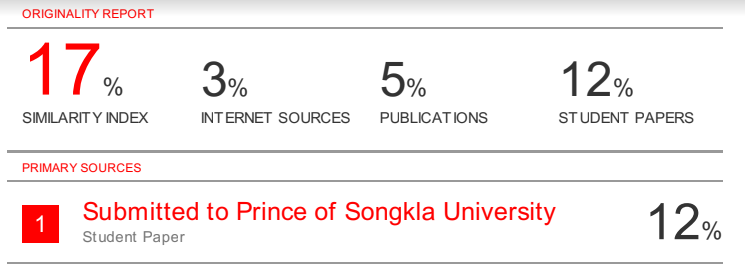 ORIGINALITY REPORT
17%
3%
5%
12%
SIMILARITY INDEX
INTERNET SOURCES
PUBLICATIONS
STUDENT PAPERS
PRIMARY SOURCES
1
Submitted to Prince of Songkla University
Student Paper
12%